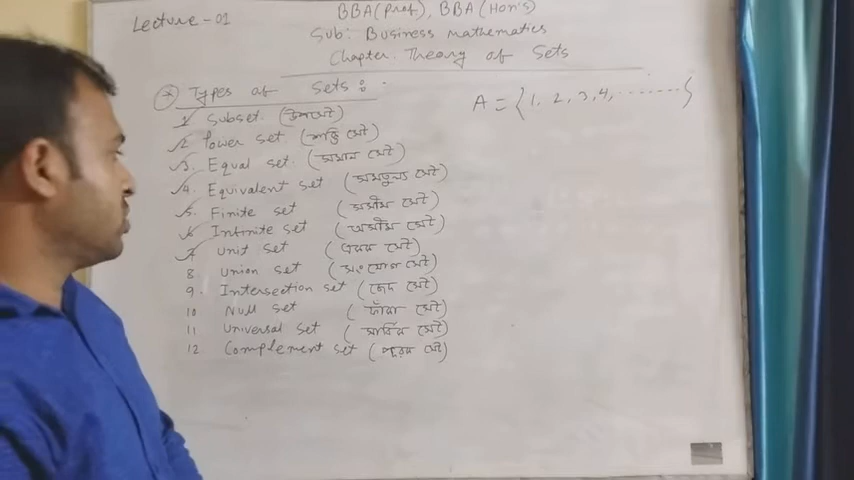 Lecture-01
BBA(Prof), BBA(Hon's)
Sub: Business mathematics
Chapter: Theory of Sets
* Types of Sets:
A = {1, 2, 3, 4, ........}
1. Subset. (উপসেট)
2. Power set (শক্তি সেট)
3. Equal set. (সমান সেট)
4. Equivalent set (সমতুল্য সেট)
5. Finite set (সসীম সেট)
6. Infinite set (অসীম সেট)
7 Unit set (একক সেট)
8 Union set (সংযোগ সেট)
9. Intersection set (ছেদ সেট)
10 Null set (ফাঁকা সেট)
11 Universal set (সার্বিক সেট)
12 Complement set (পূরক সেট)